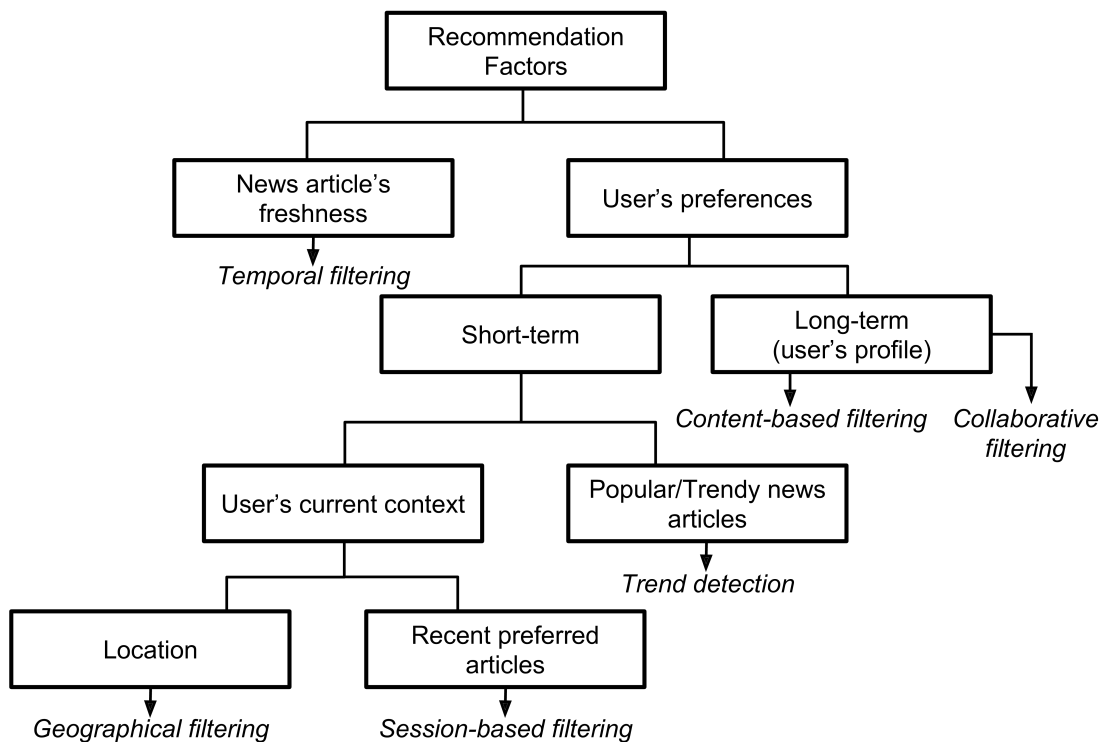 Recommendation
Factors
News article’s
freshness
User’s preferences
Temporal filtering
Short-term
Long-term
(user’s profile)
Content-based filtering
Collaborative
filtering
User’s current context
Popular/Trendy news
articles
Trend detection
Location
Recent preferred
articles
Geographical filtering
Session-based filtering